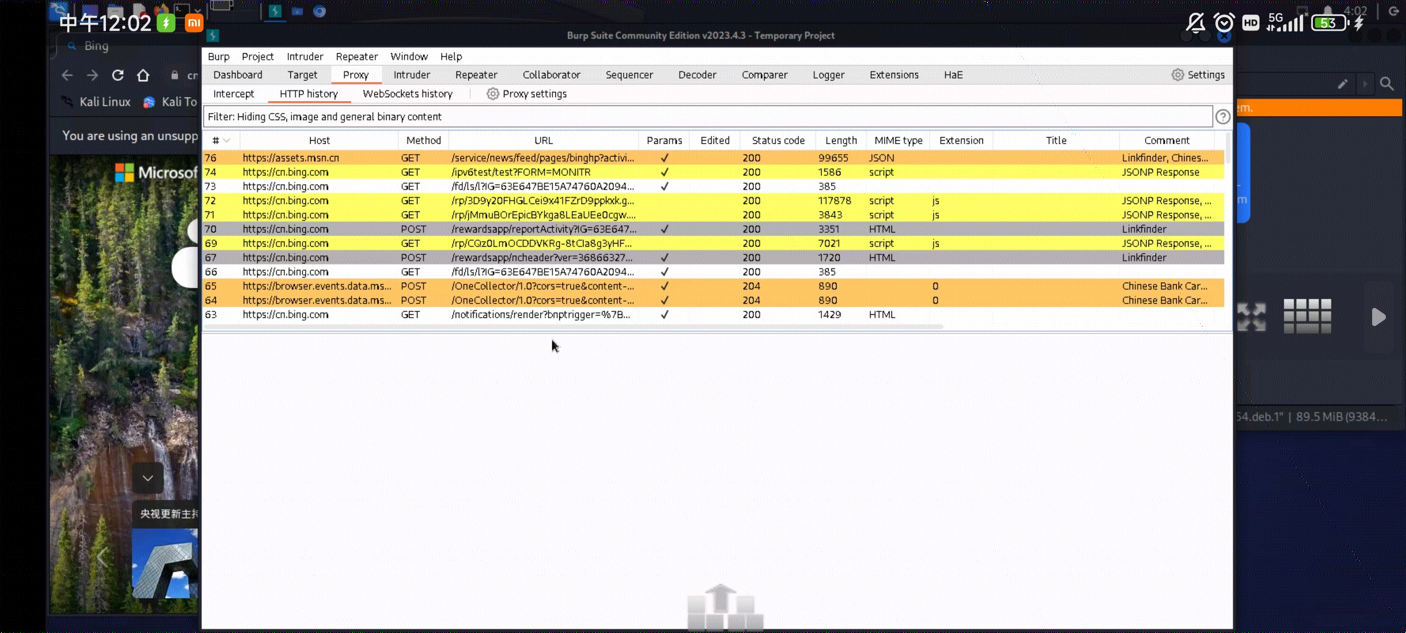 中午12:02
4:02
HD 5G 53
Burp Suite Community Edition v2023.4.3 - Temporary Project
Bing
Burp Project Intruder Repeater Window Help
Dashboard Target Proxy Intruder Repeater Collaborator Sequencer Decoder Comparer Logger Extensions HaE Settings
Intercept HTTP history WebSockets history Proxy settings
cn
Kali Linux Kali To
em.
Filter: Hiding CSS, image and general binary content ?
You are using an unsupp
# Host Method URL Params Edited Status code Length MIME type Extension Title Comment
76 https://assets.msn.cn GET /service/news/feed/pages/binghp?activi... ✓ 200 99655 JSON Linkfinder, Chines...
74 https://cn.bing.com GET /ipv6test/test?FORM=MONITR ✓ 200 1586 script JSONP Response
Microsof
73 https://cn.bing.com GET /fd/ls/l?IG=63E647BE15A74760A2094... ✓ 200 385
72 https://cn.bing.com GET /rp/3D9y20FHGLCei9x41FZrD9ppkxk.g... 200 117878 script js JSONP Response, ...
71 https://cn.bing.com GET /rp/jMmuBOrEpicBYkga8LEaUEe0cgw.... 200 3843 script js JSONP Response, ...
70 https://cn.bing.com POST /rewardsapp/reportActivity?IG=63E647... ✓ 200 3351 HTML Linkfinder
69 https://cn.bing.com GET /rp/CQz0LmOCDDVKRg-8tCIa8g3yHF... 200 7021 script js JSONP Response, ...
67 https://cn.bing.com POST /rewardsapp/ncheader?ver=36866327... ✓ 200 1720 HTML Linkfinder
66 https://cn.bing.com GET /fd/ls/l?IG=63E647BE15A74760A2094... ✓ 200 385
65 https://browser.events.data.ms... POST /OneCollector/1.0?cors=true&content-... ✓ 204 890 0 Chinese Bank Car...
64 https://browser.events.data.ms... POST /OneCollector/1.0?cors=true&content-... ✓ 204 890 0 Chinese Bank Car...
63 https://cn.bing.com GET /notifications/render?bnptrigger=%7B... ✓ 200 1429 HTML
54.deb.1" | 89.5 MiB (9384...
央视更新主持